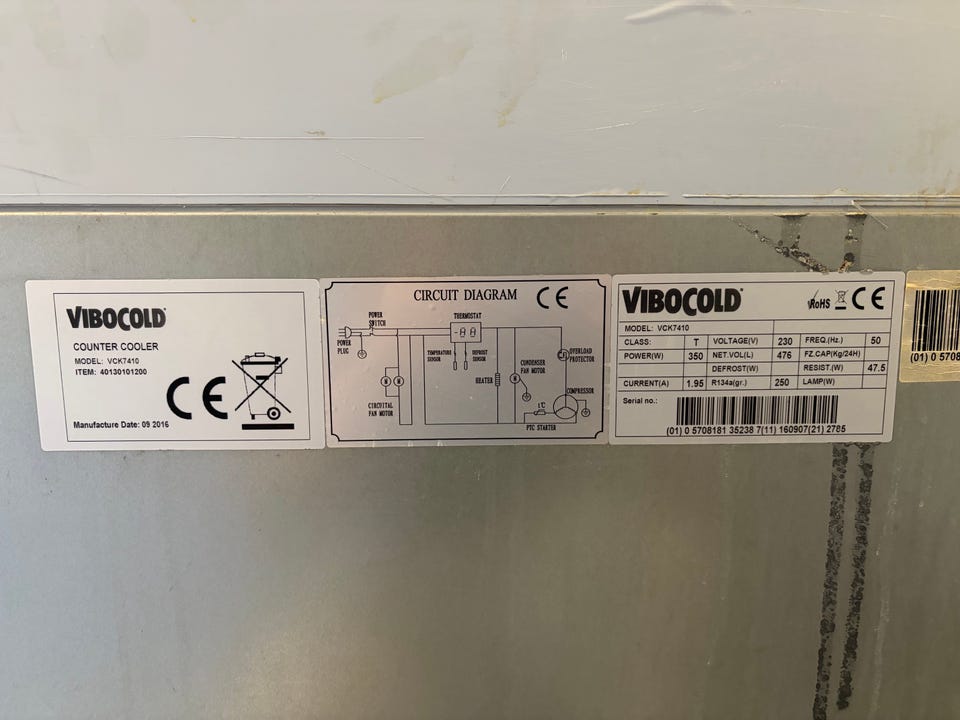 VIBOCOLD
COUNTER COOLER
MODEL: VCK7410
ITEM: 40130101200
CE
Manufacture Date: 09 2016
CIRCUIT DIAGRAM CE
POWER SWITCH
THERMOSTAT
-88
POWER PLUG
TEMPERATURE SENSOR
DEFROST SENSOR
CONDENSER FAN MOTOR
OVERLOAD PROTECTOR
HEATER
M M
M
CIRCUITAL FAN MOTOR
COMPRESSOR
PTC STARTER
VIBOCOLD RoHS CE
MODEL: VCK7410
CLASS: T VOLTAGE(V) 230 FREQ.(Hz.) 50
POWER(W) 350 NET.VOL(L) 476 FZ.CAP(Kg/24H)
DEFROST(W) RESIST.(W) 47.5
CURRENT(A) 1.95 R134a(gr.) 250 LAMP(W)
Serial no.:
(01) 0 5708181 35238 7(11) 160907(21) 2785
(01) 0 5708